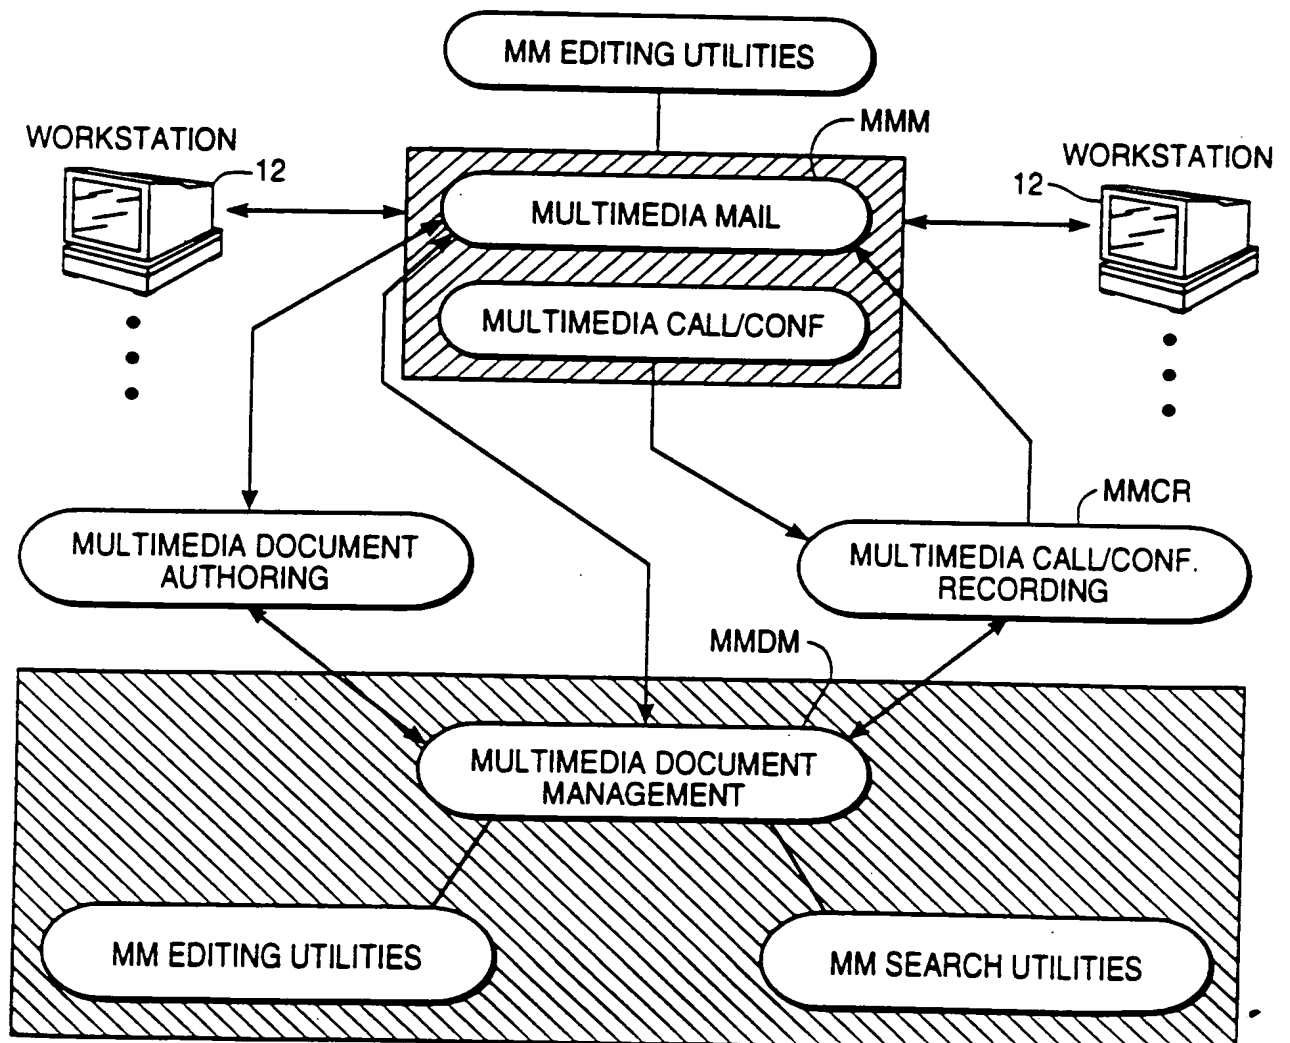 MM EDITING UTILITIES
MMM
WORKSTATION
12
WORKSTATION
12
MULTIMEDIA MAIL
MULTIMEDIA CALL/CONF
MMCR
MULTIMEDIA DOCUMENT
AUTHORING
MULTIMEDIA CALL/CONF.
RECORDING
MMDM
MULTIMEDIA DOCUMENT
MANAGEMENT
MM EDITING UTILITIES
MM SEARCH UTILITIES